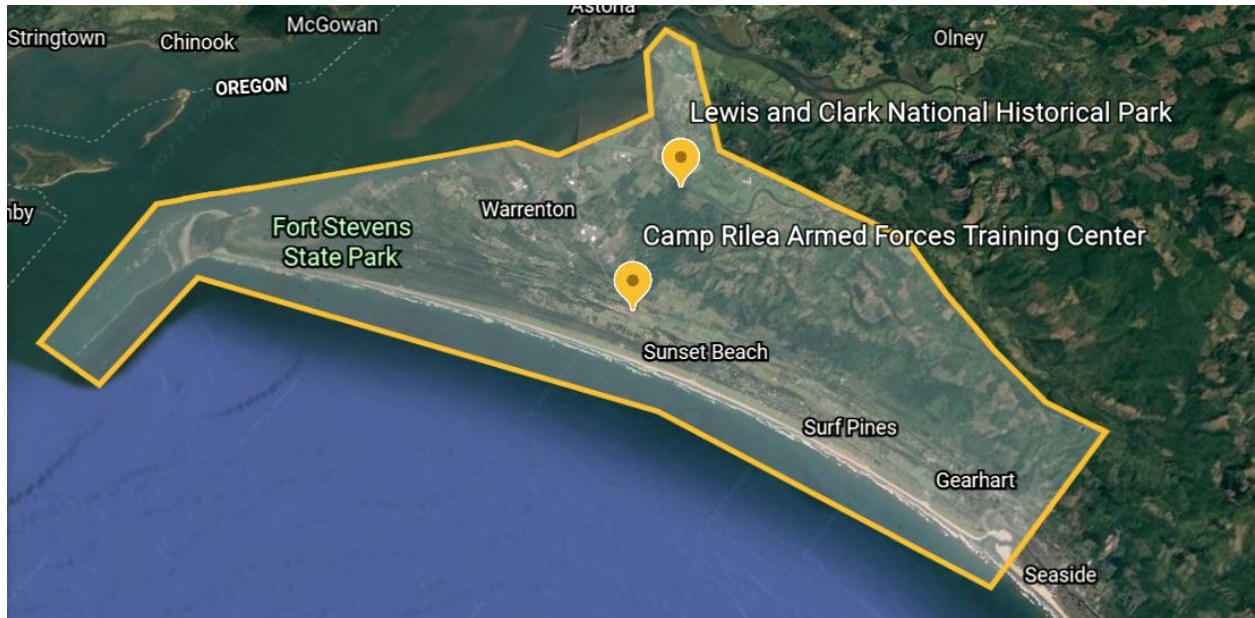 Astoria
Stringtown
Chinook
McGowan
Olney
OREGON
Lewis and Clark National Historical Park
Warrenton
Fort Stevens
State Park
Camp Rilea Armed Forces Training Center
Sunset Beach
Surf Pines
Gearhart
Seaside